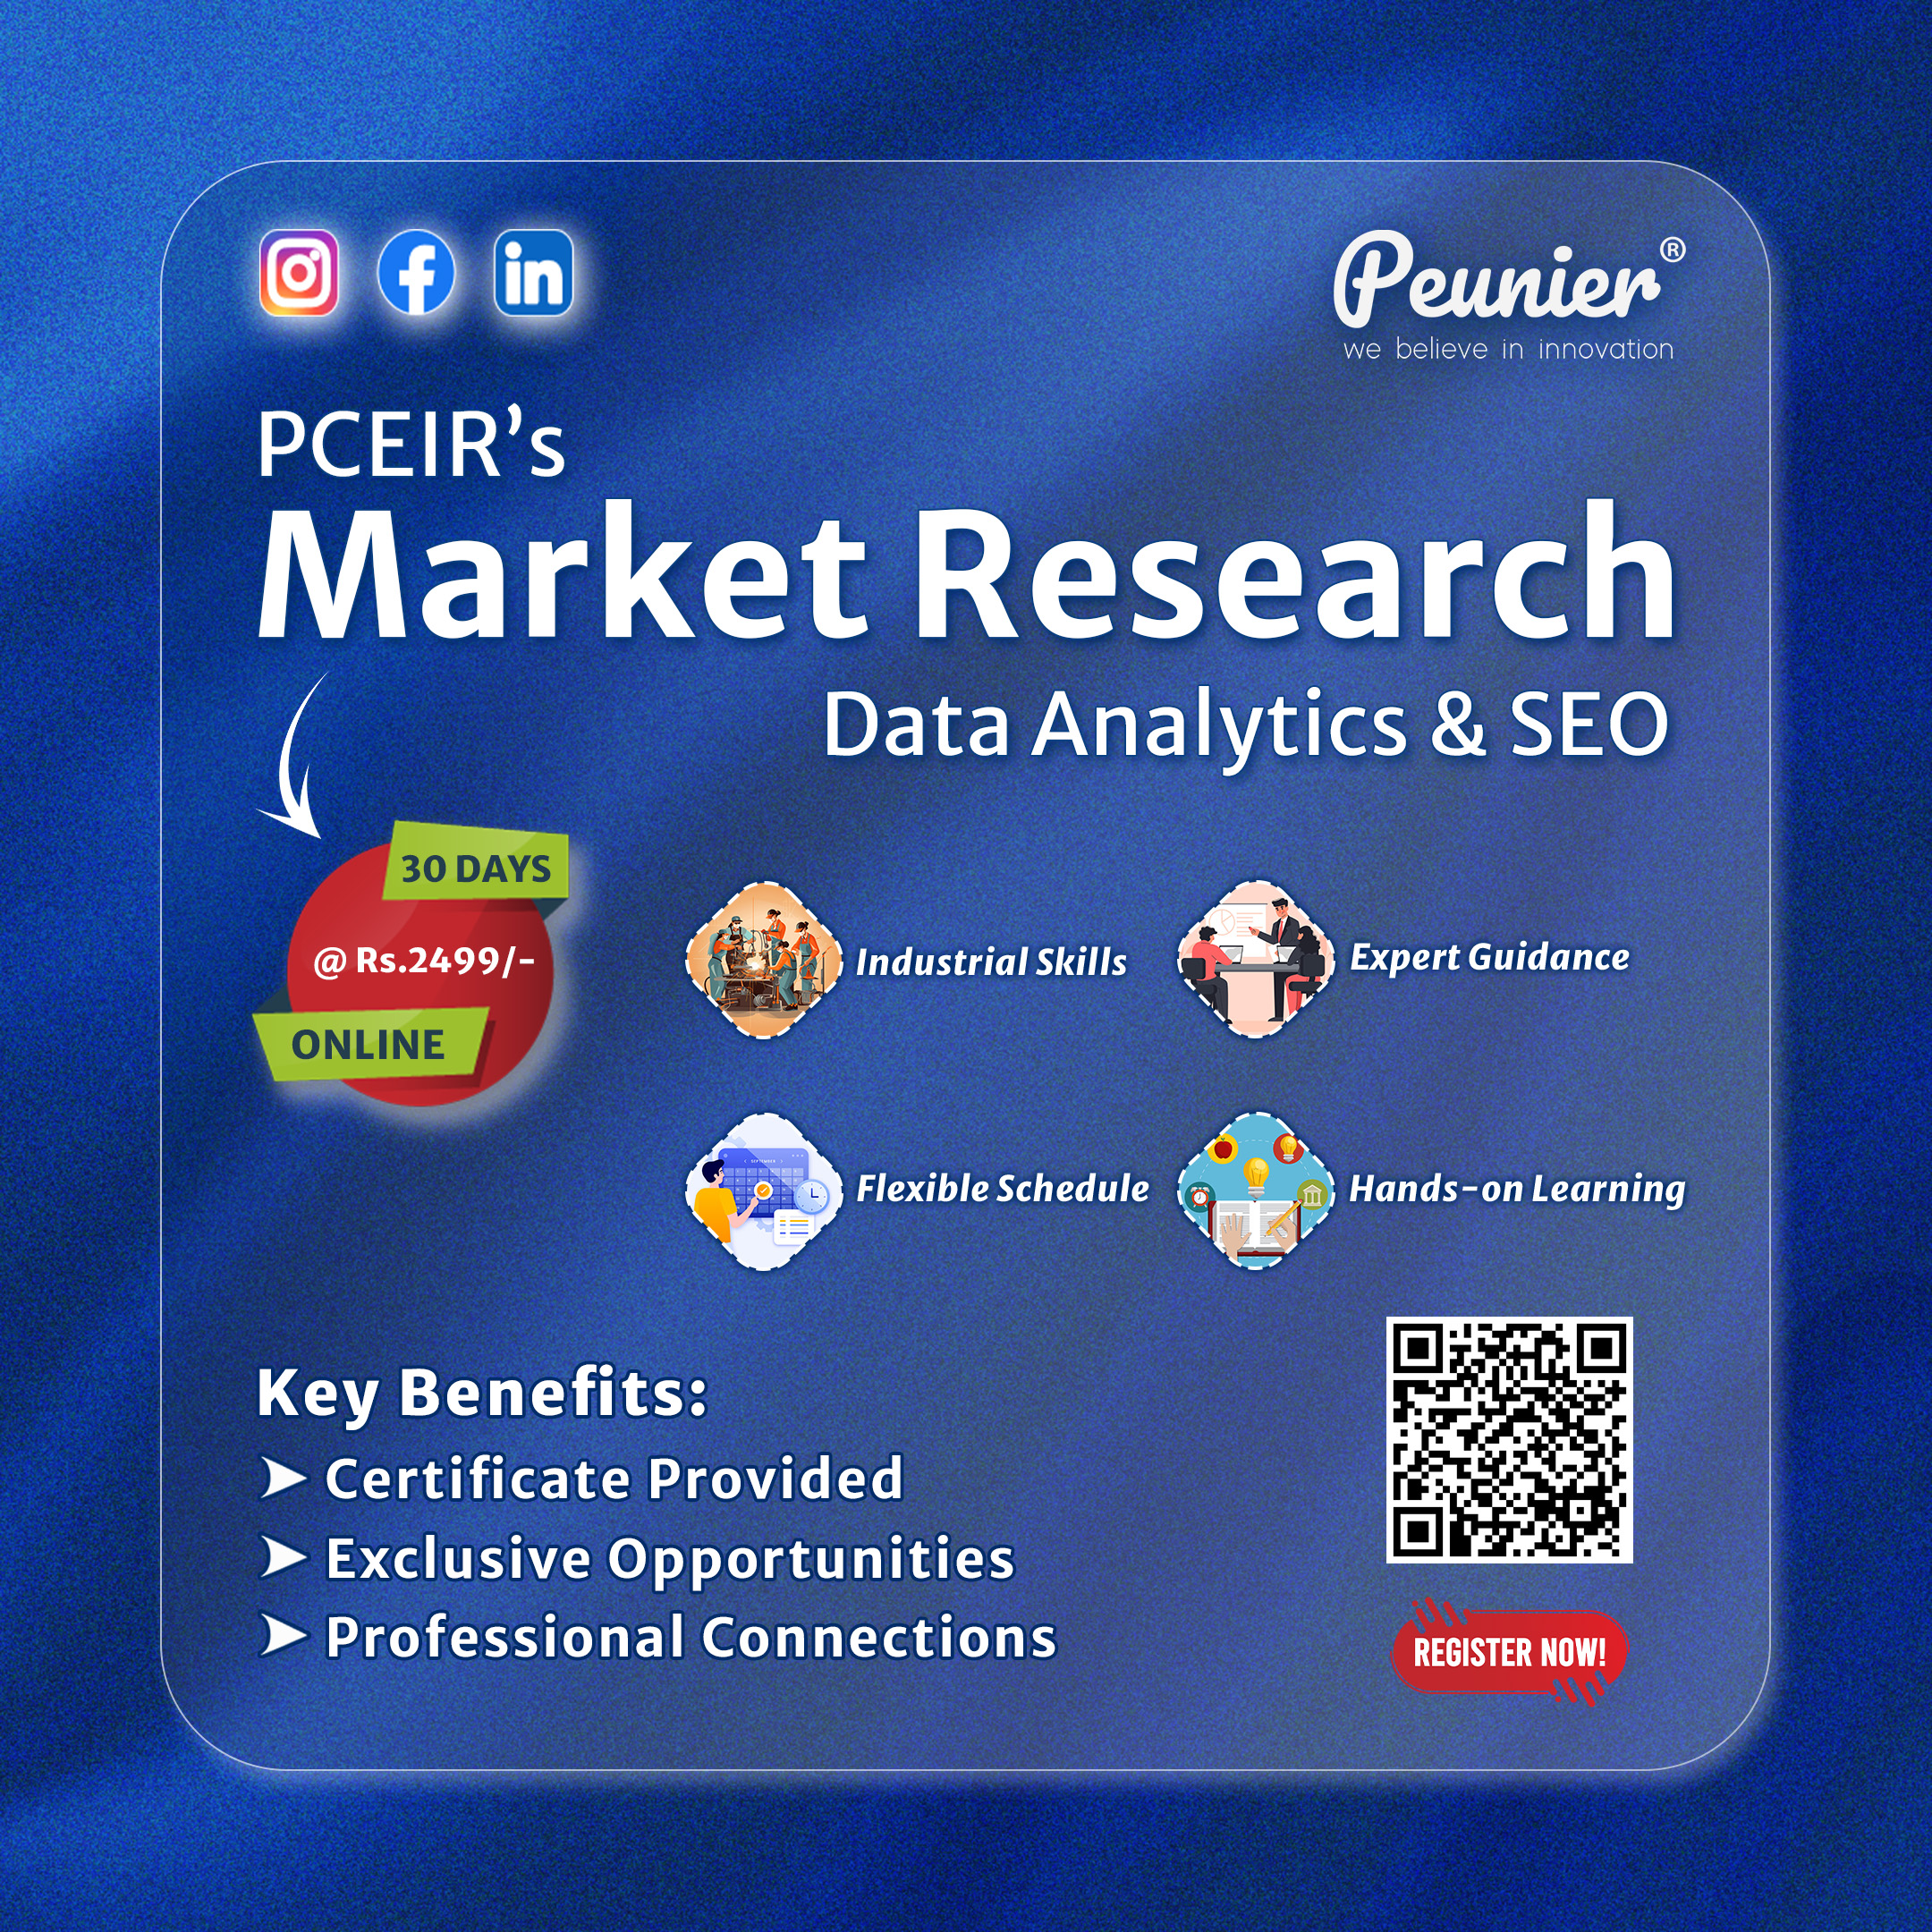 Peunier®
we believe in innovation
PCEIR's
Market Research
Data Analytics & SEO
30 DAYS
@ Rs.2499/-
ONLINE
Industrial Skills
Expert Guidance
Flexible Schedule
Hands-on Learning
Key Benefits:
➤ Certificate Provided
➤ Exclusive Opportunities
➤ Professional Connections
REGISTER NOW!